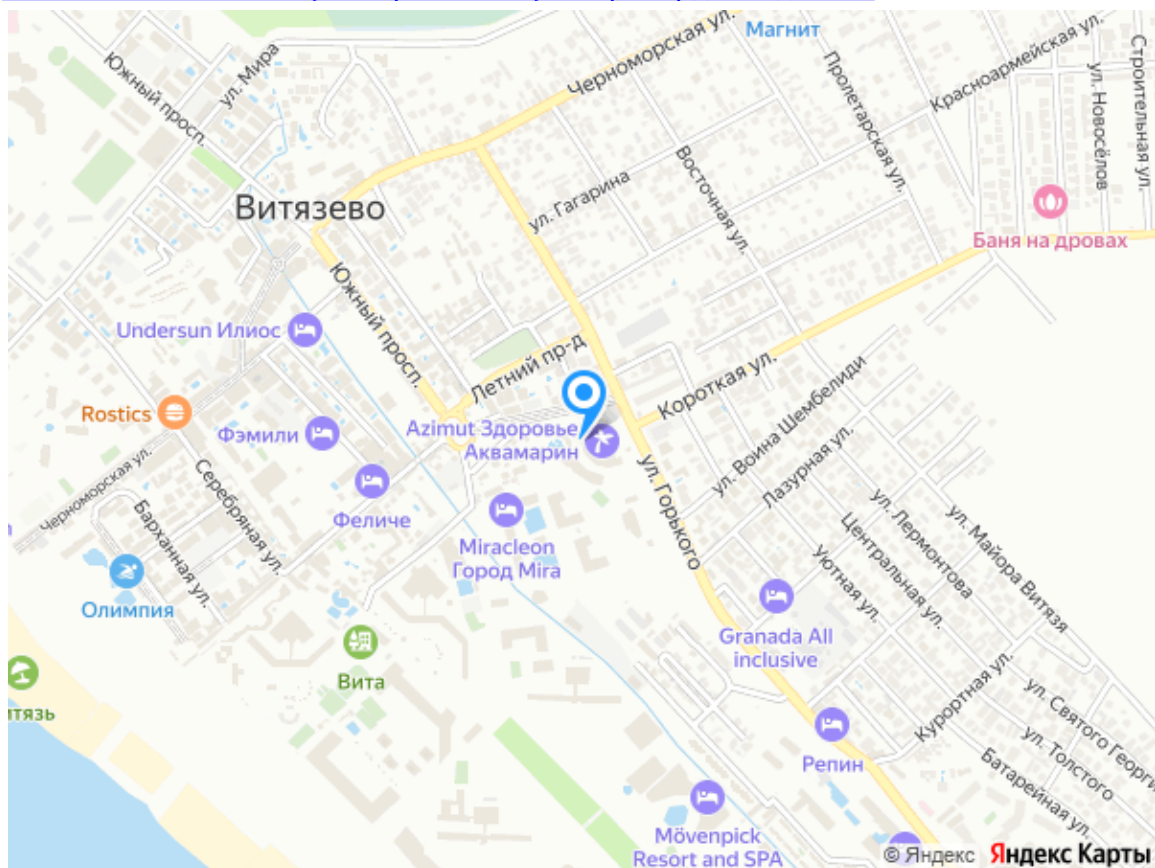 Черноморская ул.
Магнит
Красноармейская ул.
Строительная ул.
ул. Новосёлов
Южный просп.
ул. Мира
Пролетарская ул.
Восточная ул.
ул. Гагарина
Витязево
Баня на дровах
Южный просп.
Undersun Илиос
Летний пр-д
Короткая ул.
Rostics
Фэмили
Azimut Здоровье
Аквамарин
ул. Воина Шембелиди
Лазурная ул.
Черноморская ул.
Серебряная ул.
Феличе
ул. Горького
Центральная ул.
ул. Лермонтова
ул. Майора Витязя
Барханная ул.
Miracleon
Город Mira
Уютная ул.
Олимпия
Granada All
inclusive
Вита
Курортная ул.
ул. Святого Георги
тязь
Репин
ул. Толстого
Батарейная ул.
Mövenpick
Resort and SPA
© Яндекс Яндекс Карты